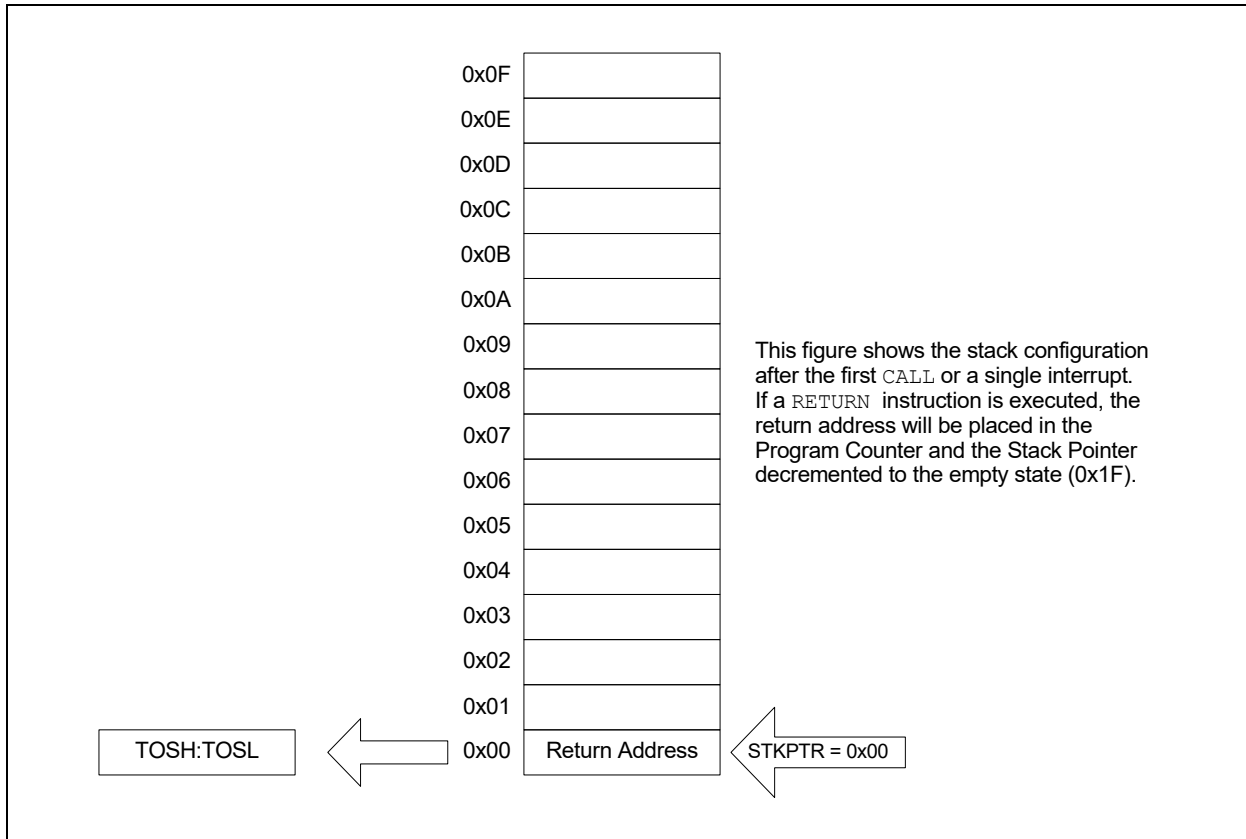 0x0F
0x0E
0x0D
0x0C
0x0B
0x0A
0x09
0x08
0x07
0x06
0x05
0x04
0x03
0x02
0x01
0x00
This figure shows the stack configuration
after the first CALL or a single interrupt.
If a RETURN instruction is executed, the
return address will be placed in the
Program Counter and the Stack Pointer
decremented to the empty state (0x1F).
TOSH:TOSL
Return Address
STKPTR = 0x00